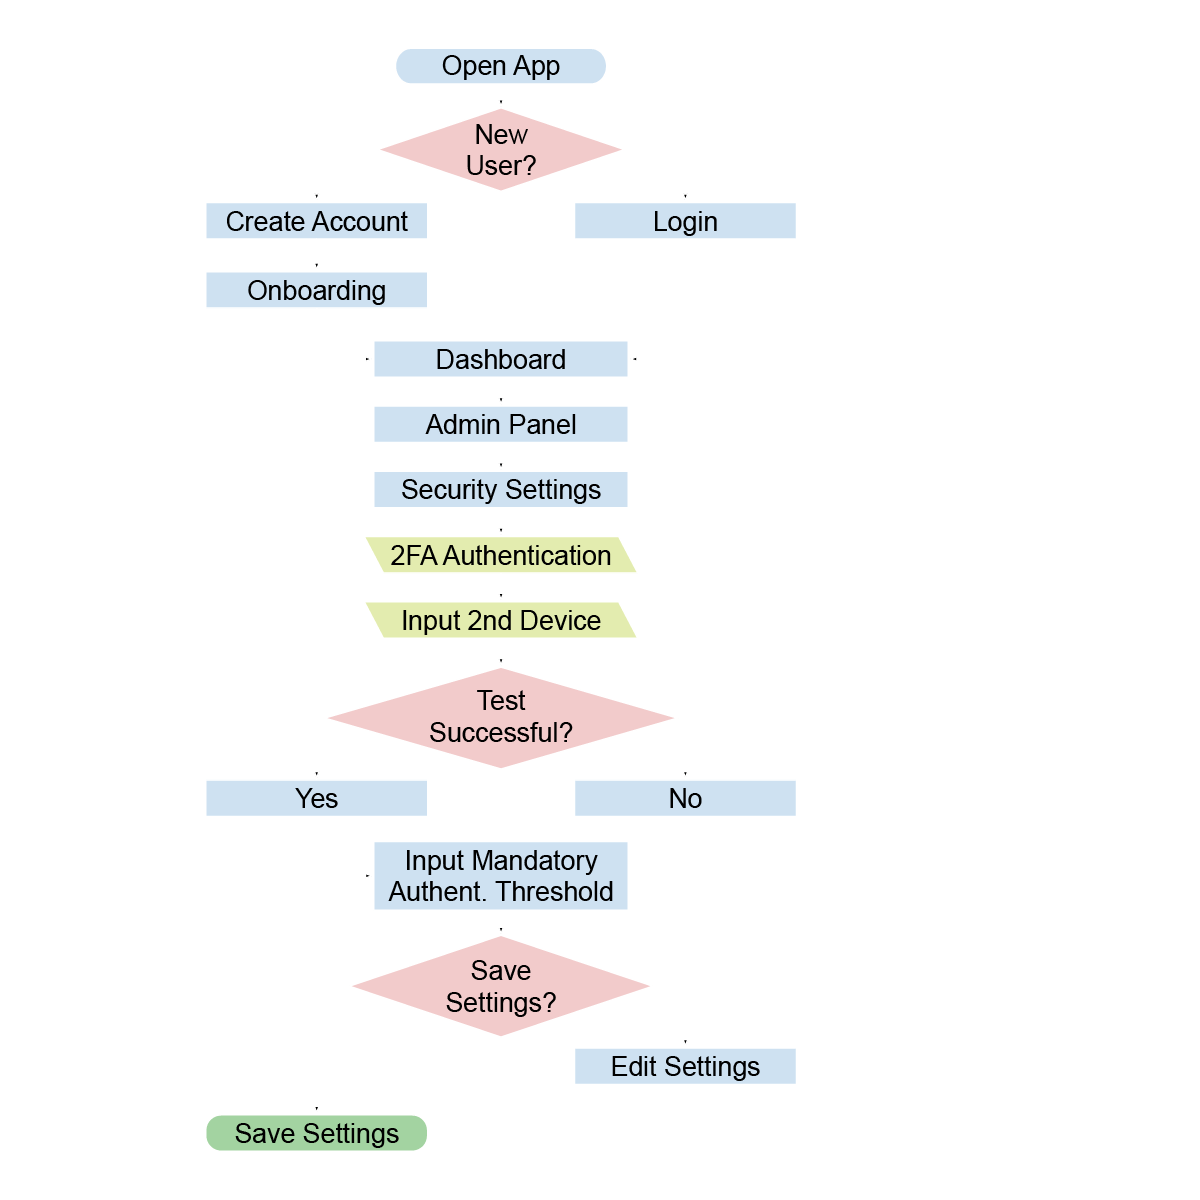 Open App
New
User?
Create Account
Login
Onboarding
Dashboard
Admin Panel
Security Settings
2FA Authentication
Input 2nd Device
Test
Successful?
Yes
No
Input Mandatory
Authent. Threshold
Save
Settings?
Edit Settings
Save Settings